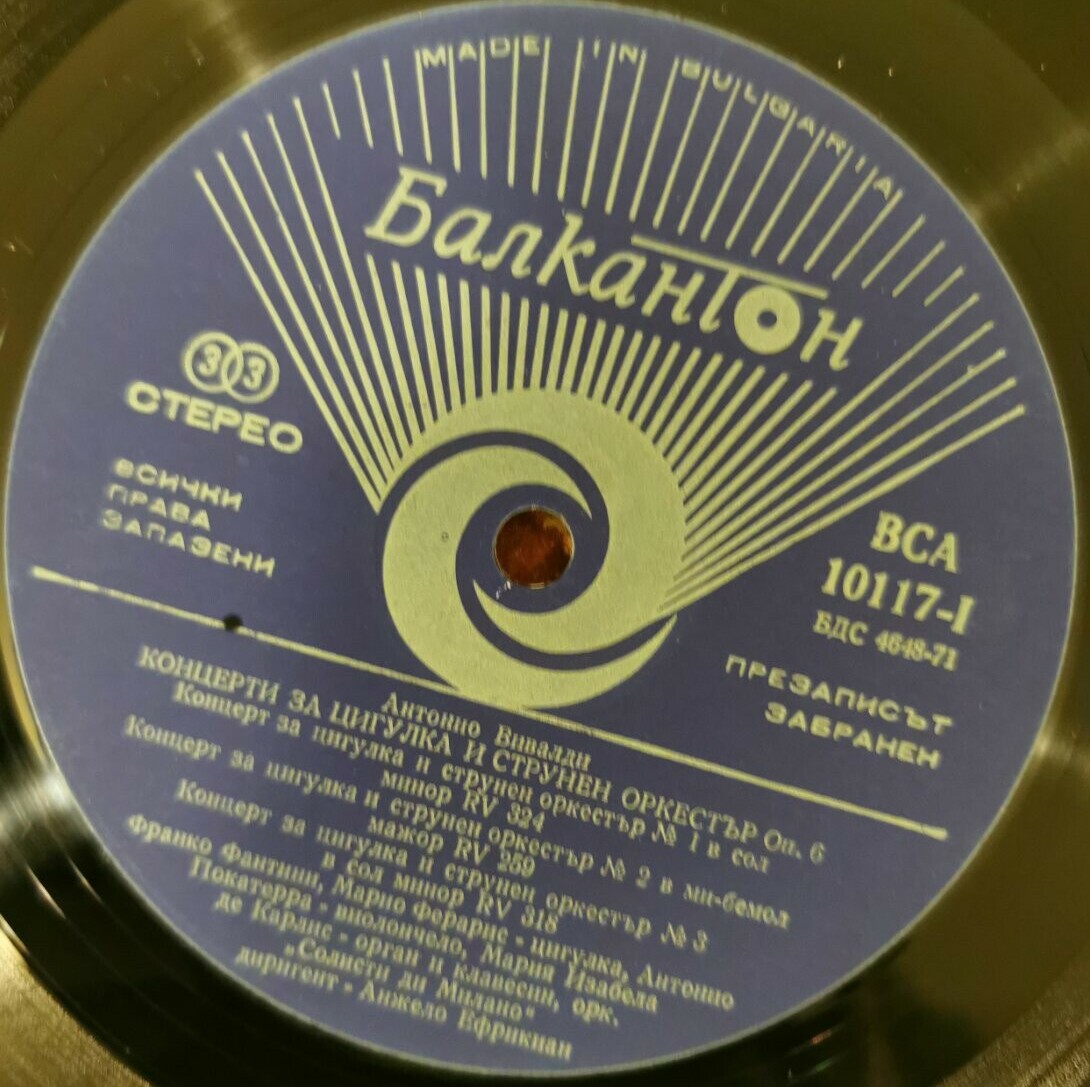 MADE IN BULGARIA
Балкантон
33
СТЕРЕО
ВСИЧКИ
ПРАВА
ЗАПАЗЕНИ
ВСА
10117-I
БДС 4648-71
ПРЕЗАПИСЪТ
ЗАБРАНЕН
Антонио Вивалди
КОНЦЕРТИ ЗА ЦИГУЛКА И СТРУНЕН ОРКЕСТЪР Оп. 6
Концерт за цигулка и струнен оркестър № 1 в сол
минор RV 324
Концерт за цигулка и струнен оркестър № 2 в ми-бемол
мажор RV 259
Концерт за цигулка и струнен оркестър № 3
в сол минор RV 318
Франко Фантини, Марио Ферарис - цигулка, Антонио
Покатерра - виолончело, Мария Изабела
де Карлис - орган и клавесин, орк.
„Солисти ди Милано"
диригент - Анжело Ефрикиан